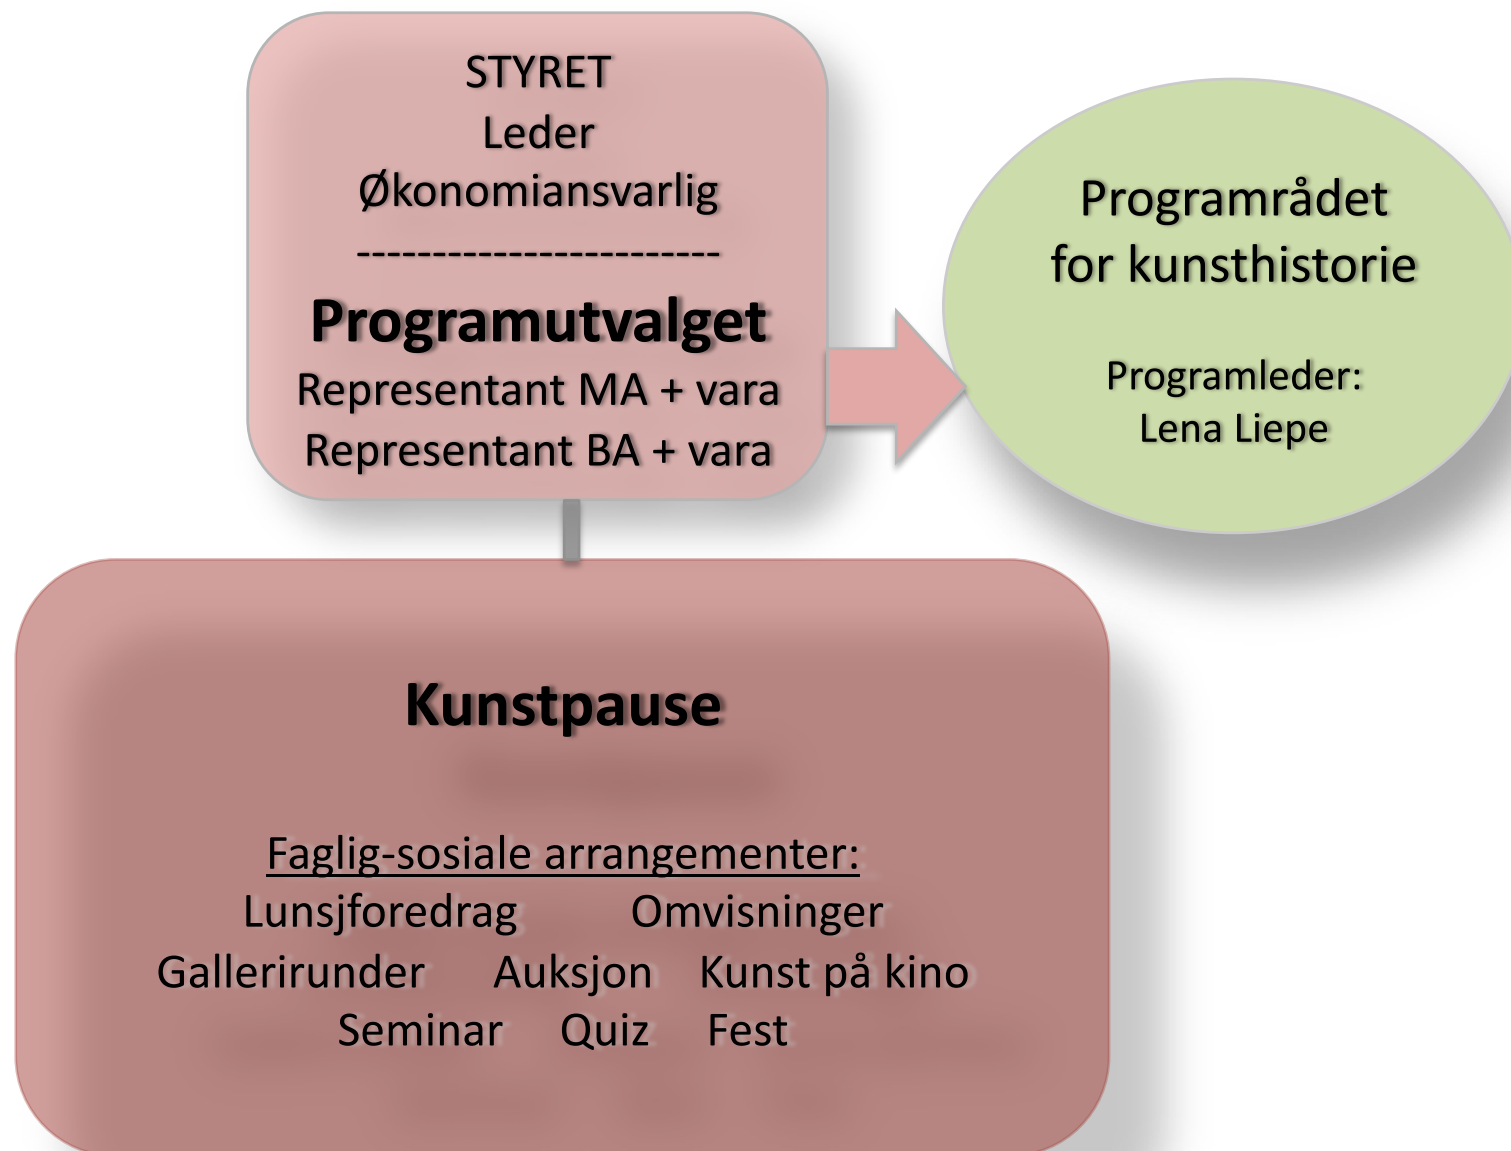 STYRET
Leder
Økonomiansvarlig
-----------------------
Programutvalget
Representant MA + vara
Representant BA + vara
Programrådet
for kunsthistorie
Programleder:
Lena Liepe
Kunstpause
Faglig-sosiale arrangementer:
Lunsjforedrag Omvisninger
Gallerirunder Auksjon Kunst på kino
Seminar Quiz Fest